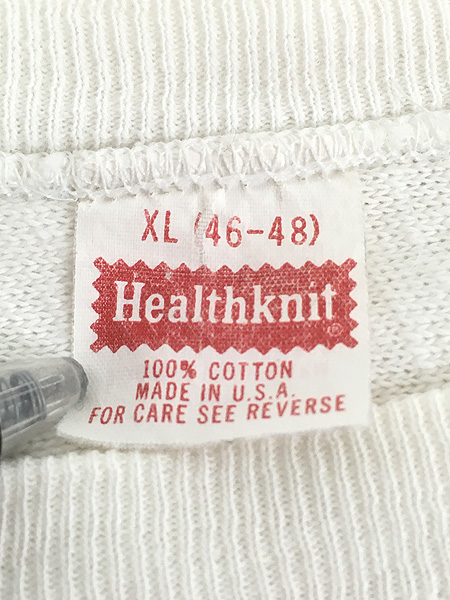 XL (46-48)
Healthknit®
100% COTTON
MADE IN U.S.A.
FOR CARE SEE REVERSE